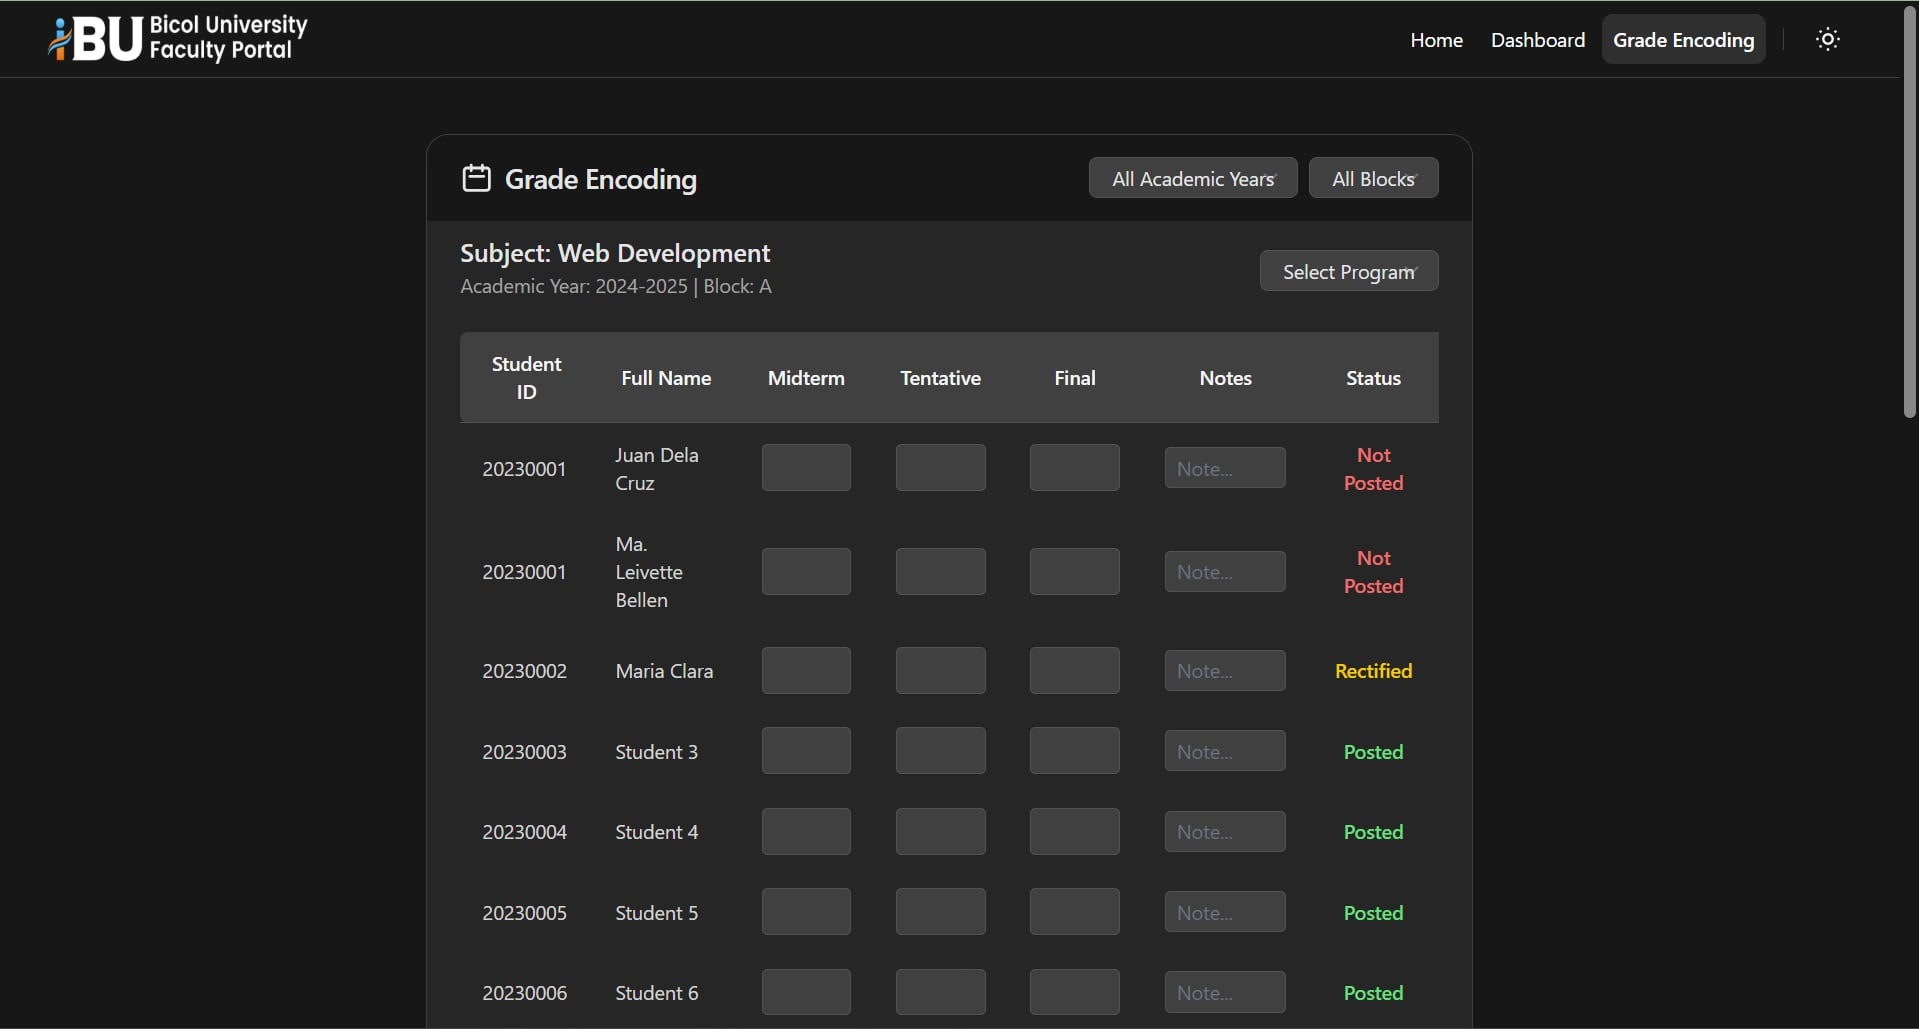 iBU
Bicol University
Faculty Portal
Home
Dashboard
Grade Encoding
Grade Encoding
All Academic Years
All Blocks
Subject: Web Development
Academic Year: 2024-2025 | Block: A
Select Program
Student
ID
Full Name
Midterm
Tentative
Final
Notes
Status
20230001
Juan Dela
Cruz
Note...
Not
Posted
20230001
Ma.
Leivette
Bellen
Note...
Not
Posted
20230002
Maria Clara
Note...
Rectified
20230003
Student 3
Note...
Posted
20230004
Student 4
Note...
Posted
20230005
Student 5
Note...
Posted
20230006
Student 6
Note...
Posted